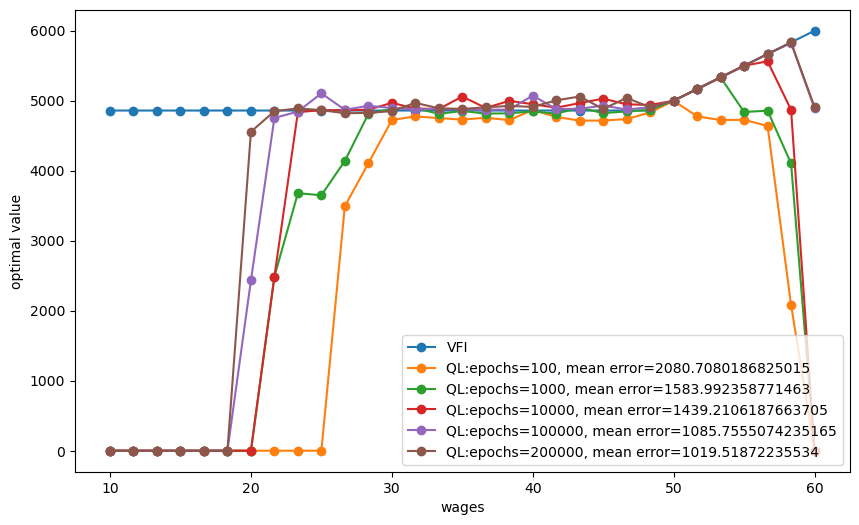 optimal value
6000
5000
4000
3000
2000
1000
0
10 20 30 40 50 60
wages
VFI
QL:epochs=100, mean error=2080.7080186825015
QL:epochs=1000, mean error=1583.992358771463
QL:epochs=10000, mean error=1439.2106187663705
QL:epochs=100000, mean error=1085.7555074235165
QL:epochs=200000, mean error=1019.51872235534